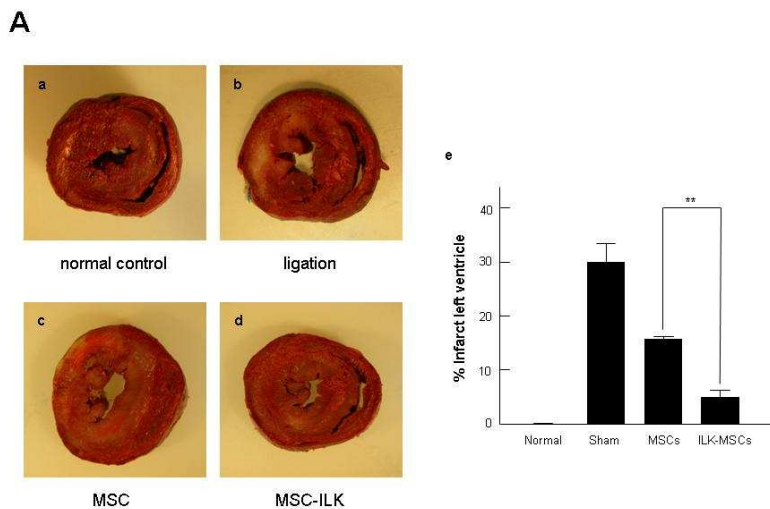 A
a
b
normal control
ligation
c
d
MSC
MSC-ILK
e
% Infarct left ventricle
40
30
20
10
0
**
Normal
Sham
MSCs
ILK-MSCs